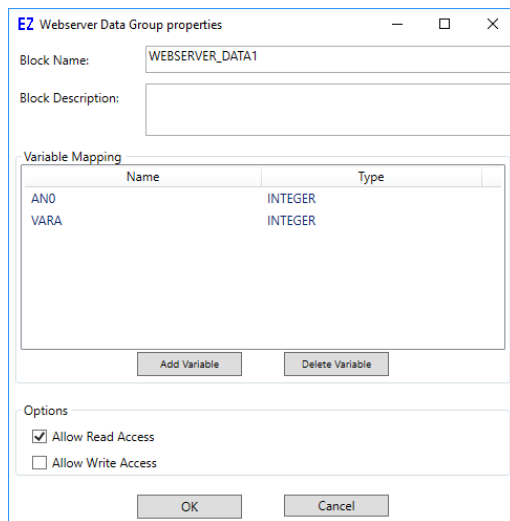 EZ Webserver Data Group properties
Block Name: WEBSERVER_DATA1
Block Description:
Variable Mapping
Name Type
AN0 INTEGER
VARA INTEGER
Add Variable Delete Variable
Options
Allow Read Access
Allow Write Access
OK Cancel